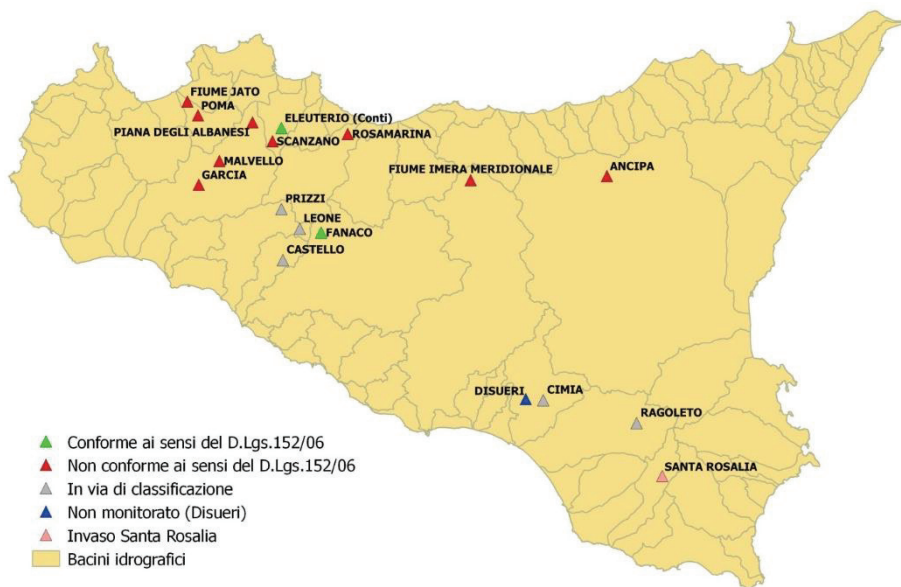 FIUME JATO
POMA
PIANA DEGLI ALBANESI
ELEUTERIO (Conti)
SCANZANO
ROSAMARINA
MALVELLO
GARCIA
FIUME IMERA MERIDIONALE
ANCIPA
PRIZZI
LEONE
FANACO
CASTELLO
DISUERI
CIMIA
RAGOLETO
SANTA ROSALIA
Conforme ai sensi del D.Lgs.152/06
Non conforme ai sensi del D.Lgs.152/06
In via di classificazione
Non monitorato (Disueri)
Invaso Santa Rosalia
Bacini idrografici